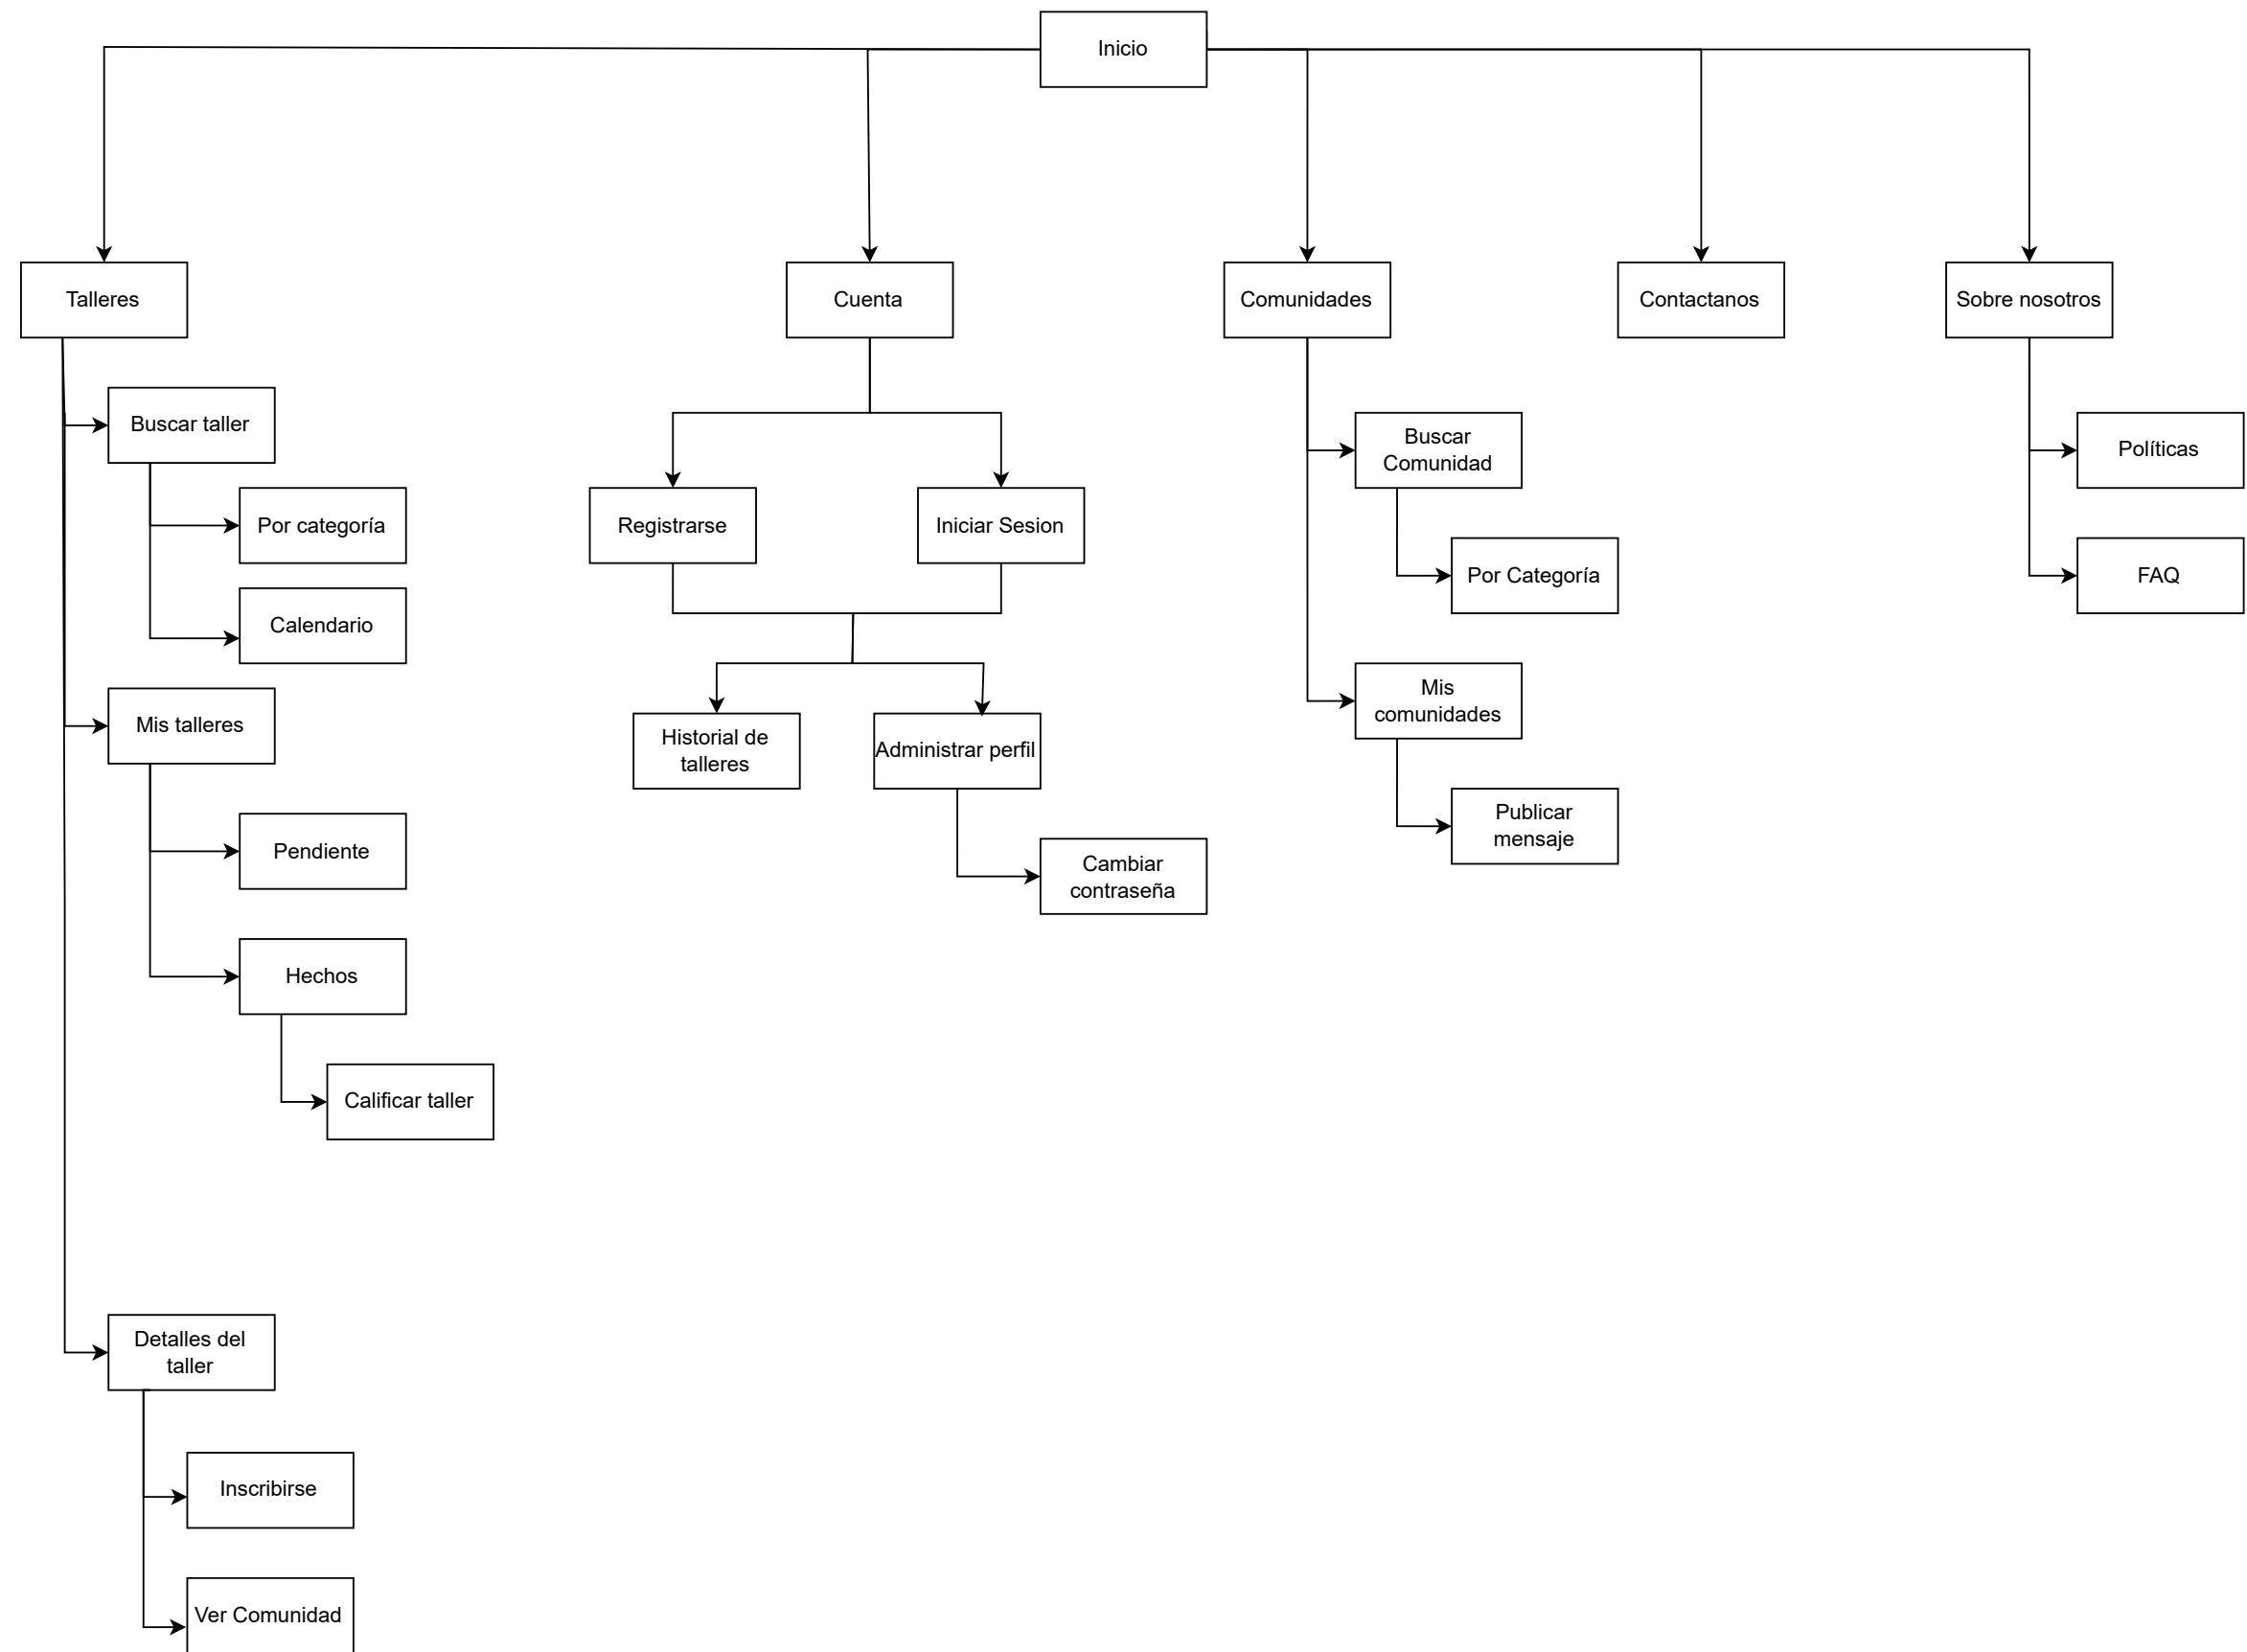 Inicio
Talleres
Cuenta
Comunidades
Contactanos
Sobre nosotros
Buscar taller
Por categoría
Calendario
Mis talleres
Pendiente
Hechos
Calificar taller
Detalles del
taller
Inscribirse
Ver Comunidad
Registrarse
Iniciar Sesion
Historial de
talleres
Administrar perfil
Cambiar
contraseña
Buscar
Comunidad
Por Categoría
Mis
comunidades
Publicar
mensaje
Políticas
FAQ